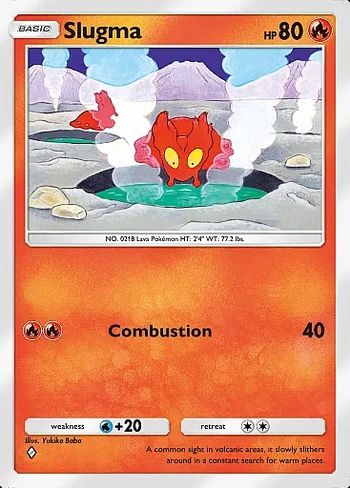 BASIC Slugma HP 80
NO. 0218 Lava Pokémon HT: 2'4" WT: 77.2 lbs.
Combustion 40
weakness +20 retreat
Illus. Yukiko Baba
A common sight in volcanic areas, it slowly slithers
around in a constant search for warm places.